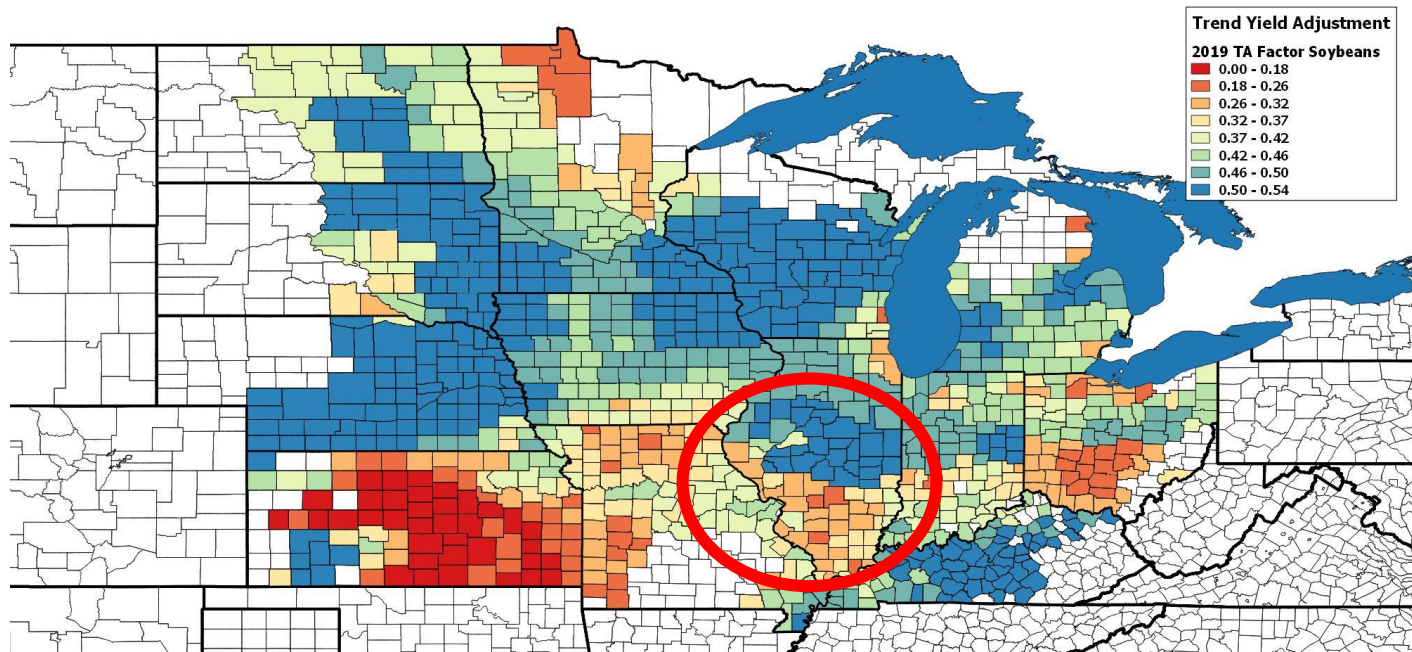 Trend Yield Adjustment
2019 TA Factor Soybeans
0.00 - 0.18
0.18 - 0.26
0.26 - 0.32
0.32 - 0.37
0.37 - 0.42
0.42 - 0.46
0.46 - 0.50
0.50 - 0.54